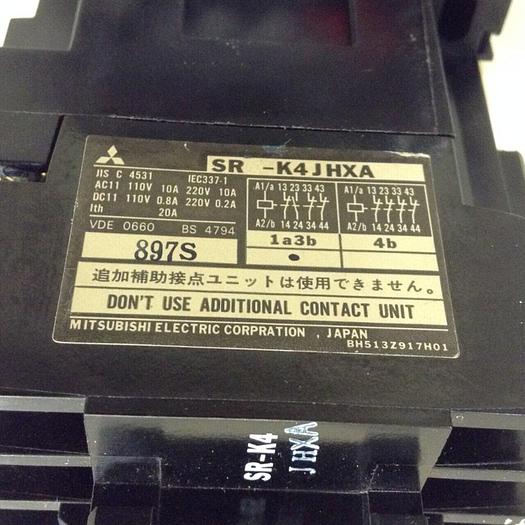 SR -K4JHXA
JIS C 4531 IEC337-1
AC11 110V 10A 220V 10A
DC11 110V 0.8A 220V 0.2A
Ith 20A
VDE 0660 BS 4794
897S
A1/a 13 23 33 43
A2/b 14 24 34 44
1a3b
A1/a 13 23 33 43
A2/b 14 24 34 44
4b
追加補助接点ユニットは使用できません。
DON'T USE ADDITIONAL CONTACT UNIT
MITSUBISHI ELECTRIC CORPRATION , JAPAN
BH513Z917H01
SR-K4
JHXA